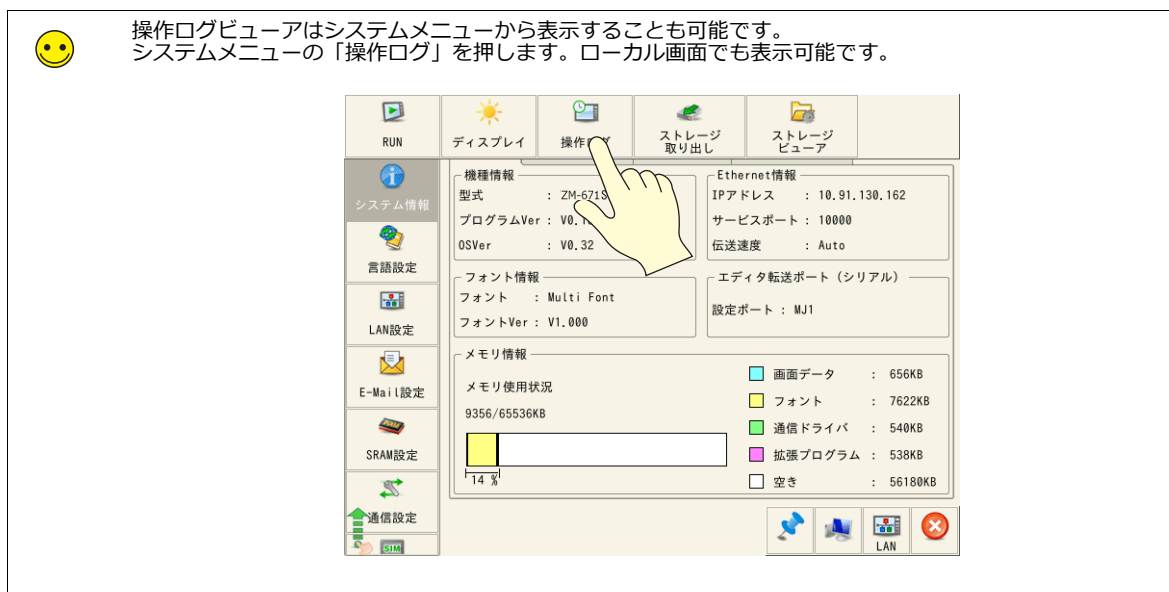 操作ログビューアはシステムメニューから表示することも可能です。
システムメニューの「操作ログ」を押します。ローカル画面でも表示可能です。
RUN
ディスプレイ
操作
ストレージ
取り出し
ストレージ
ビューア
システム情報
言語設定
LAN設定
E-Mail設定
SRAM設定
通信設定
SIM
機種情報
型式 : ZM-671S
プログラムVer : V0.
OSVer : V0.32
Ethernet情報
IPアドレス : 10.91.130.162
サービスポート : 10000
伝送速度 : Auto
フォント情報
フォント : Multi Font
フォントVer : V1.000
エディタ転送ポート（シリアル）
設定ポート : MJ1
メモリ情報
メモリ使用状況
9356/65536KB
14 %
画面データ : 656KB
フォント : 7622KB
通信ドライバ : 540KB
拡張プログラム : 538KB
空き : 56180KB
LAN